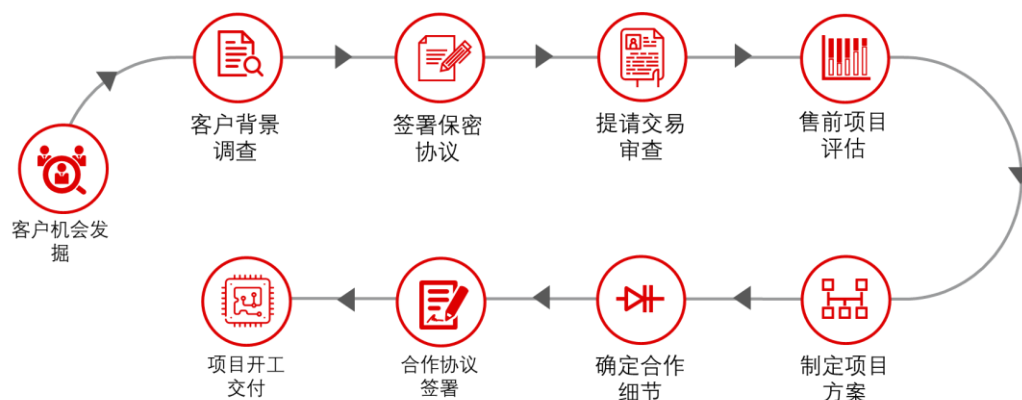 客户背景
调查
签署保密
协议
提请交易
审查
售前项目
评估
客户机会发
掘
项目开工
交付
合作协议
签署
确定合作
细节
制定项目
方案